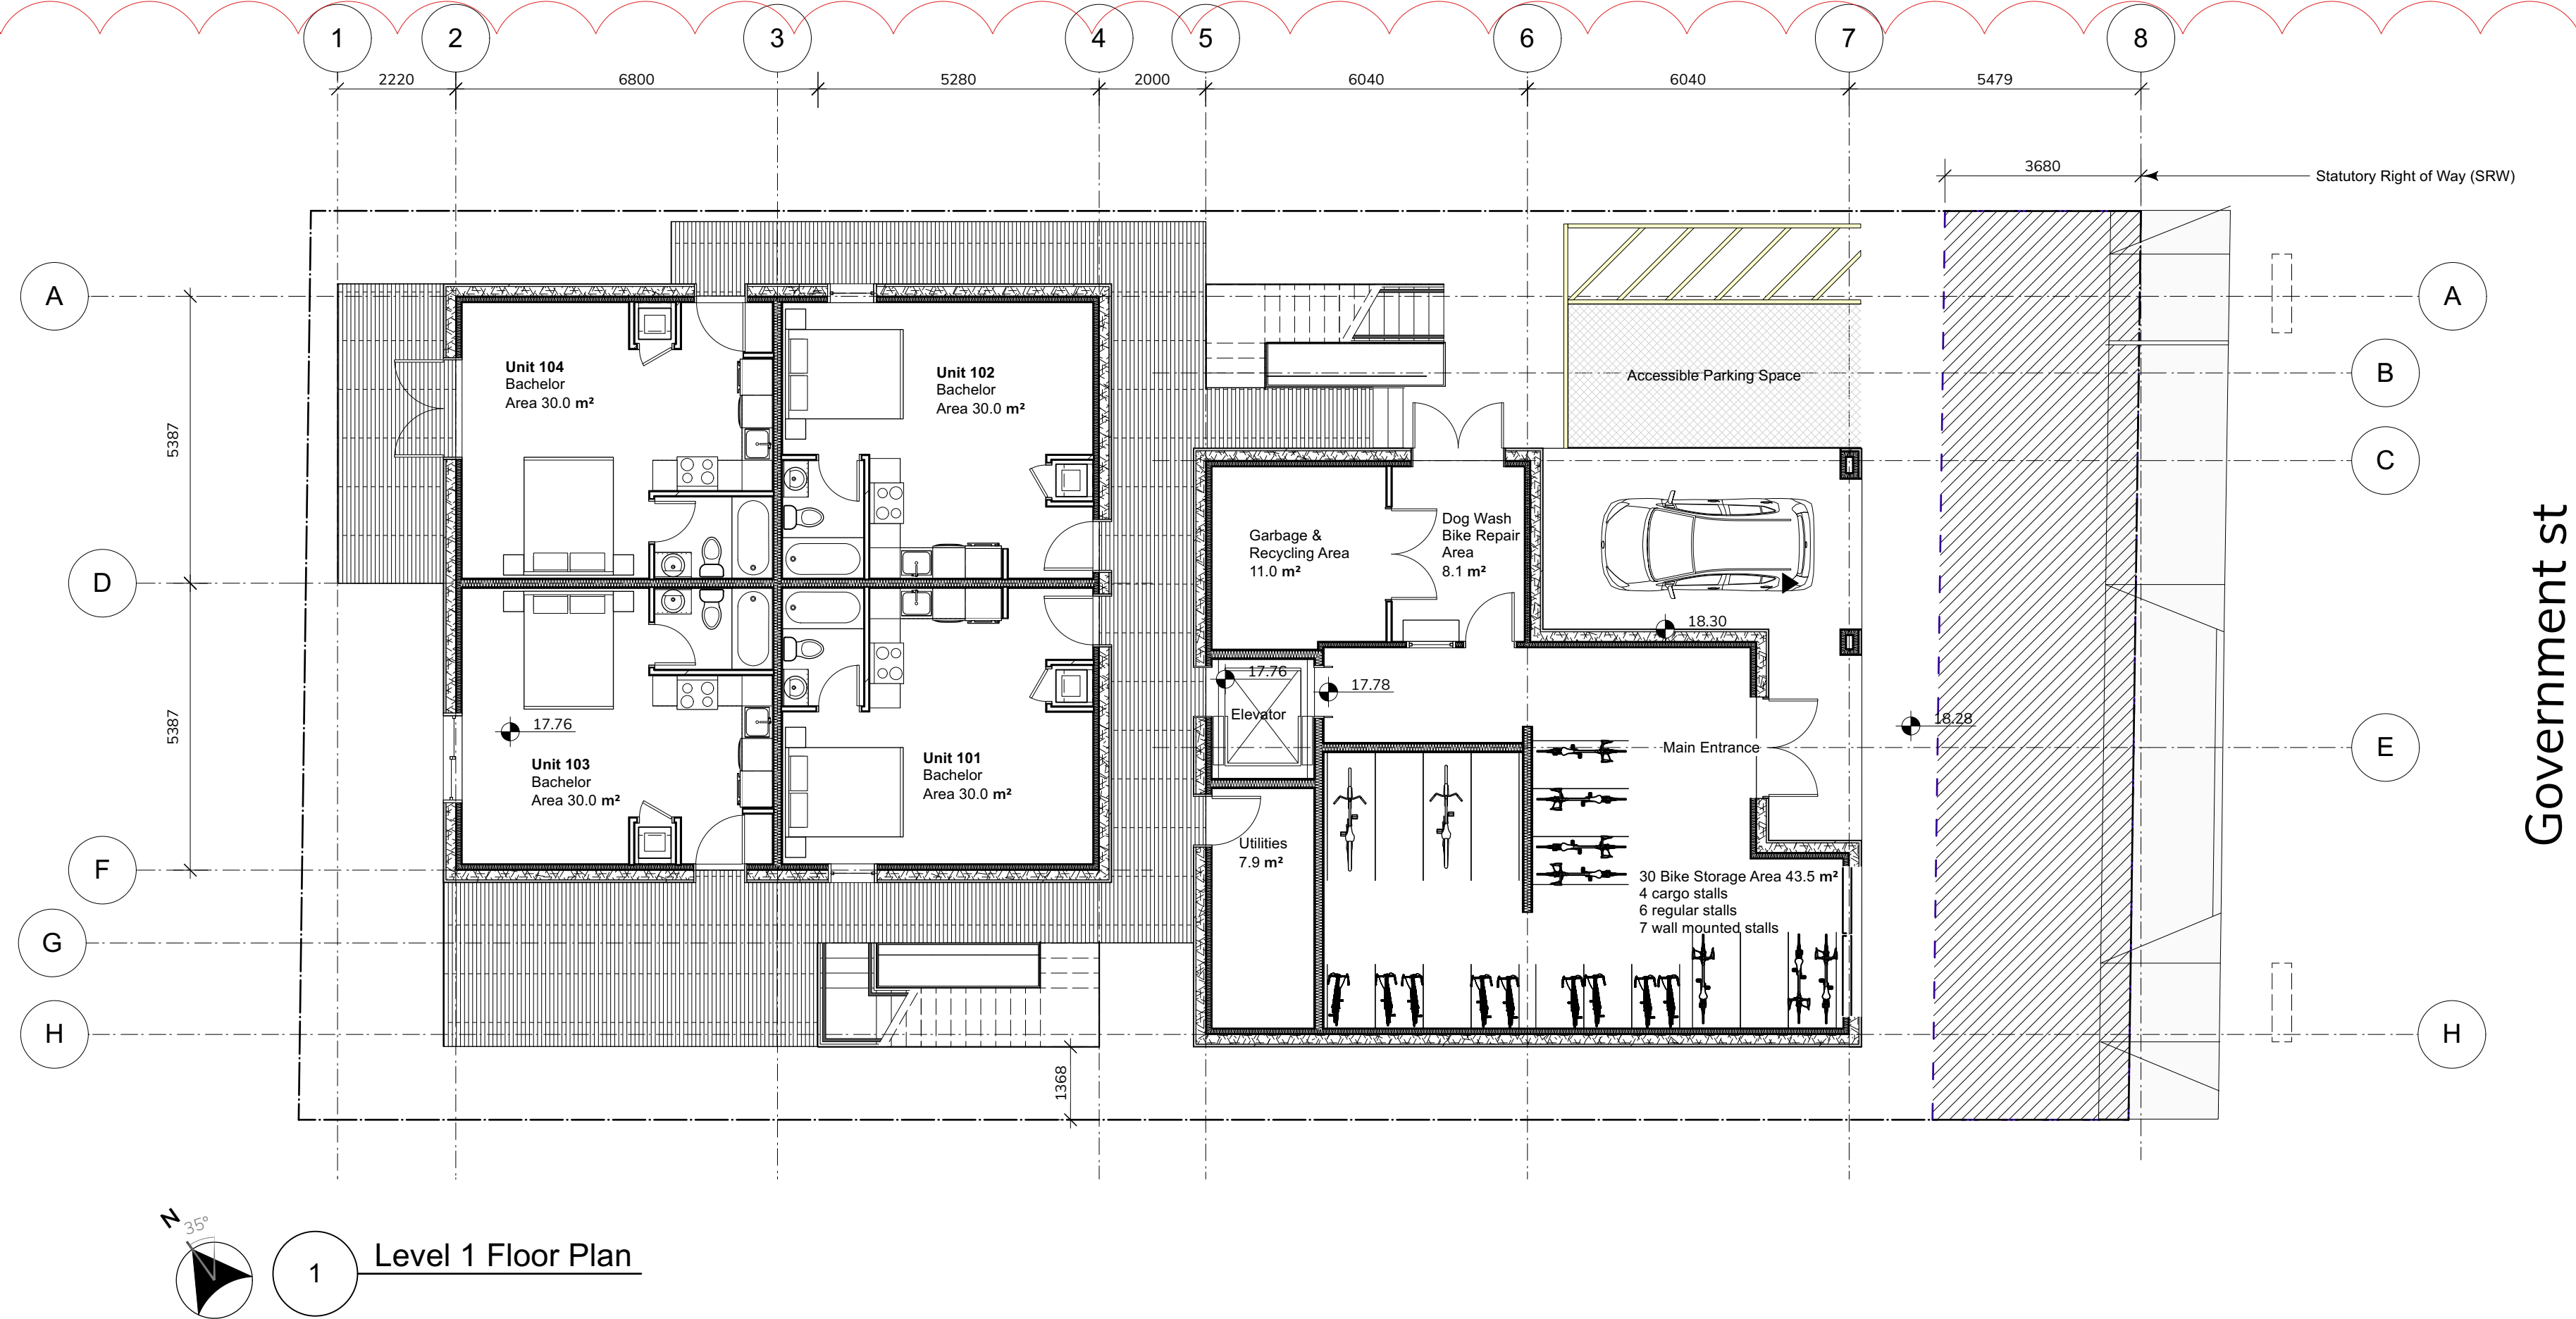 1 2 3 4 5 6 7 8
2220 6800 5280 2000 6040 6040 5479
3680
Statutory Right of Way (SRW)
A A
B
C
D
E
F
G
H H
5387
5387
Unit 104
Bachelor
Area 30.0 m²
Unit 102
Bachelor
Area 30.0 m²
Accessible Parking Space
Garbage &
Recycling Area
11.0 m²
Dog Wash
Bike Repair
Area
8.1 m²
18.30
17.76
17.78
Elevator
17.76
Unit 103
Bachelor
Area 30.0 m²
Unit 101
Bachelor
Area 30.0 m²
Main Entrance
18.28
Utilities
7.9 m²
30 Bike Storage Area 43.5 m²
4 cargo stalls
6 regular stalls
7 wall mounted stalls
1368
Government st
N
35°
1
Level 1 Floor Plan